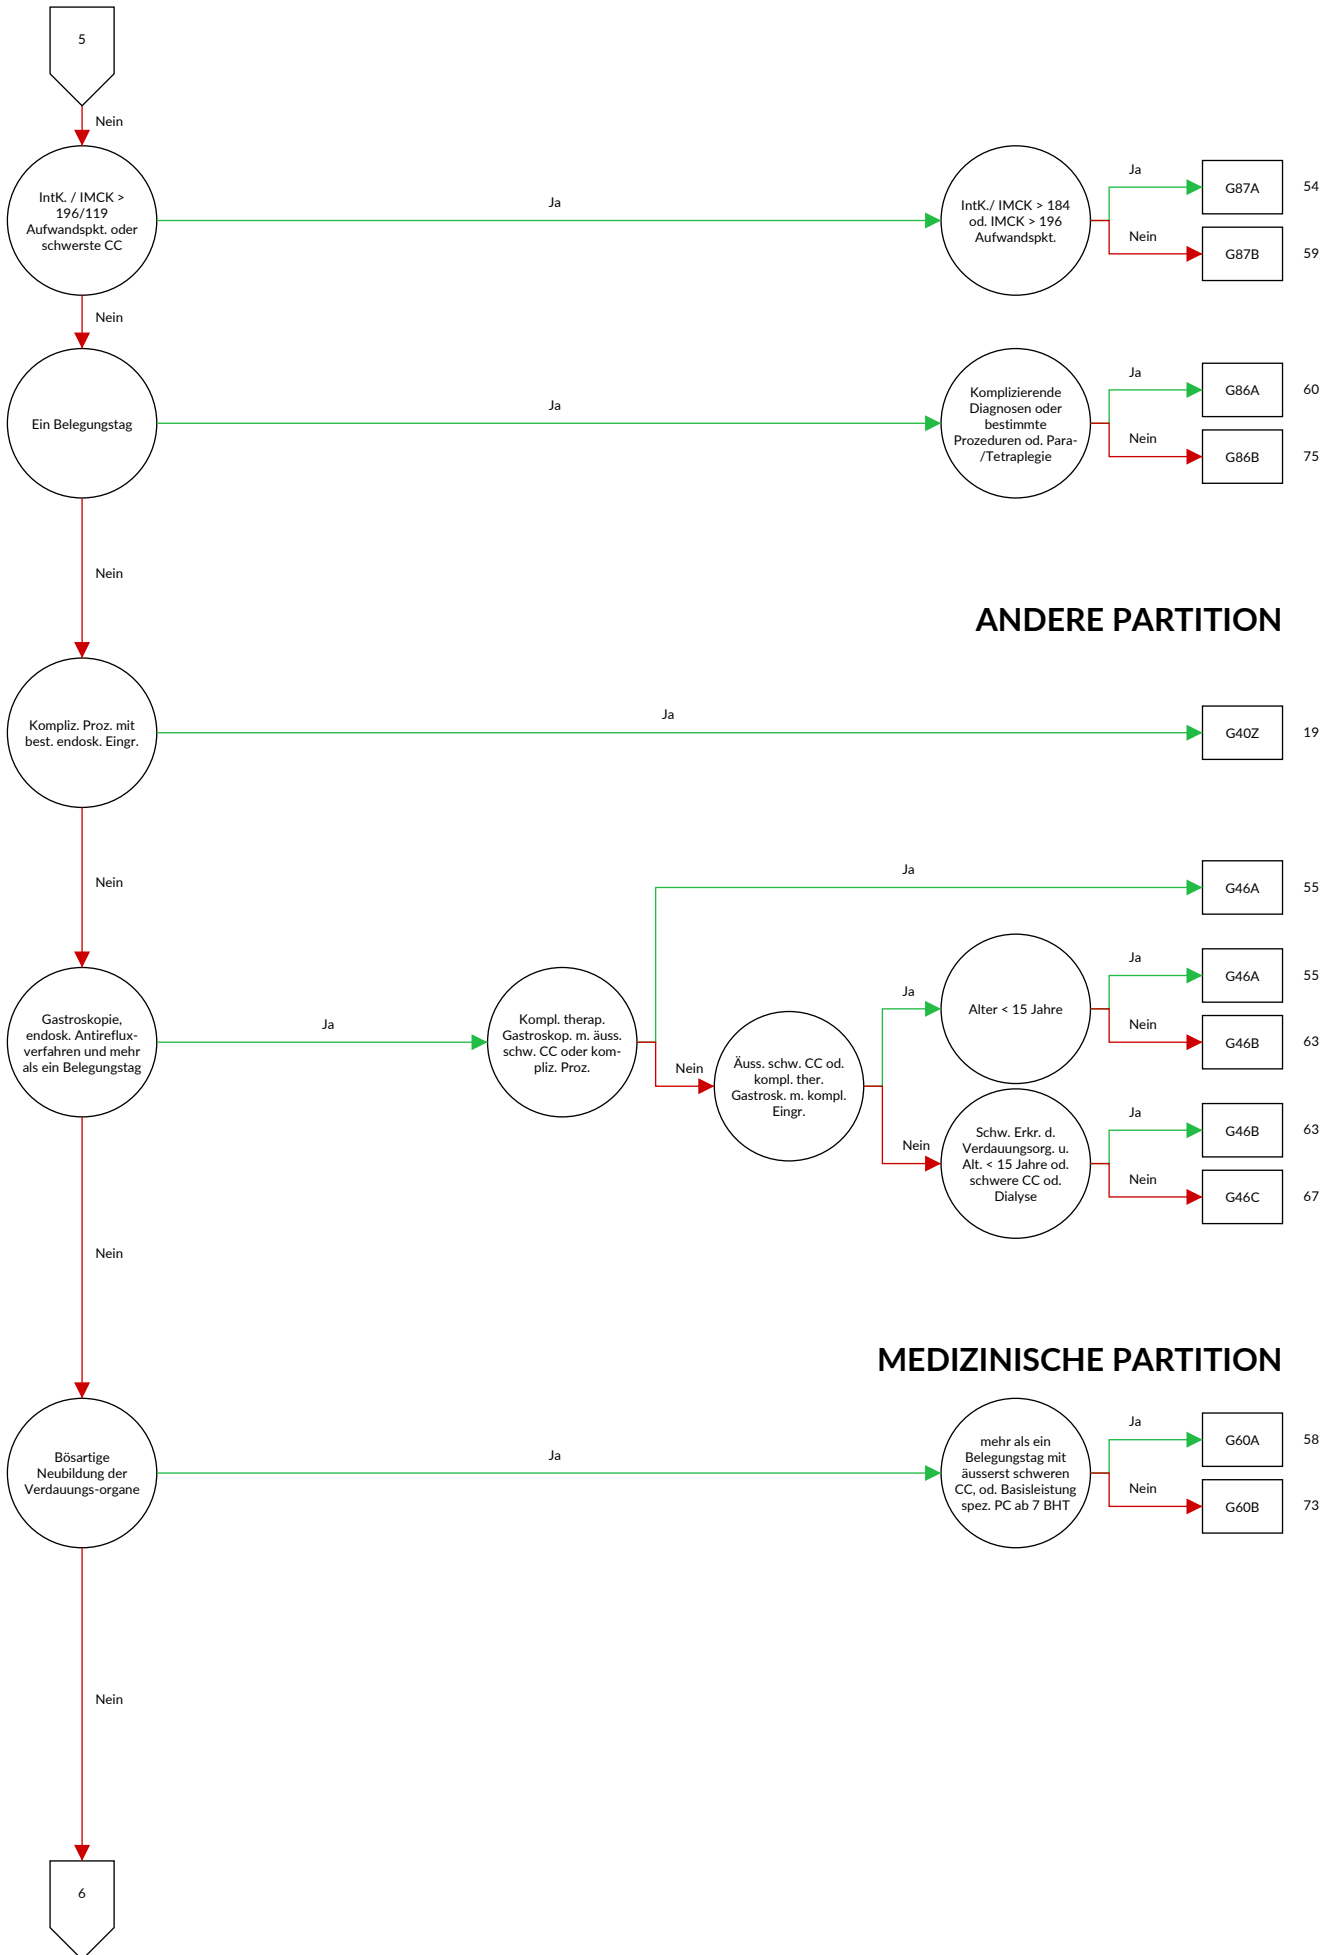 5
Nein
IntK. / IMCK >
196/119
Aufwandspkt. oder
schwerste CC
Ja
IntK./ IMCK > 184
od. IMCK > 196
Aufwandspkt.
Ja
G87A
54
Nein
G87B
59
Nein
Ein Belegungstag
Ja
Komplizierende
Diagnosen oder
bestimmte
Prozeduren od. Para-
/Tetraplegie
Ja
G86A
60
Nein
G86B
75
Nein
ANDERE PARTITION
Kompliz. Proz. mit
best. endosk. Eingr.
Ja
G40Z
19
Nein
Gastroskopie,
endosk. Antireflux-
verfahren und mehr
als ein Belegungstag
Ja
Kompl. therap.
Gastroskop. m. äuss.
schw. CC oder kom-
pliz. Proz.
Ja
G46A
55
Nein
Äuss. schw. CC od.
kompl. ther.
Gastrosk. m. kompl.
Eingr.
Ja
Alter < 15 Jahre
Ja
G46A
55
Nein
G46B
63
Nein
Schw. Erkr. d.
Verdauungsorg. u.
Alt. < 15 Jahre od.
schwere CC od.
Dialyse
Ja
G46B
63
Nein
G46C
67
Nein
MEDIZINISCHE PARTITION
Bösartige
Neubildung der
Verdauungs-organe
Ja
mehr als ein
Belegungstag mit
äusserst schweren
CC, od. Basisleistung
spez. PC ab 7 BHT
Ja
G60A
58
Nein
G60B
73
Nein
6